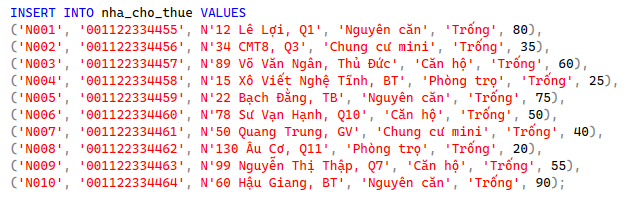 INSERT INTO nha_cho_thue VALUES
('N001', '001122334455', N'12 Lê Lợi, Q1', 'Nguyên căn', 'Trống', 80),
('N002', '001122334456', N'34 CMT8, Q3', 'Chung cư mini', 'Trống', 35),
('N003', '001122334457', N'89 Võ Văn Ngân, Thủ Đức', 'Căn hộ', 'Trống', 60),
('N004', '001122334458', N'15 Xô Viết Nghệ Tĩnh, BT', 'Phòng trọ', 'Trống', 25),
('N005', '001122334459', N'22 Bạch Đằng, TB', 'Nguyên căn', 'Trống', 75),
('N006', '001122334460', N'78 Sư Vạn Hạnh, Q10', 'Căn hộ', 'Trống', 50),
('N007', '001122334461', N'50 Quang Trung, GV', 'Chung cư mini', 'Trống', 40),
('N008', '001122334462', N'130 Âu Cơ, Q11', 'Phòng trọ', 'Trống', 20),
('N009', '001122334463', N'99 Nguyễn Thị Thập, Q7', 'Căn hộ', 'Trống', 55),
('N010', '001122334464', N'60 Hậu Giang, BT', 'Nguyên căn', 'Trống', 90);